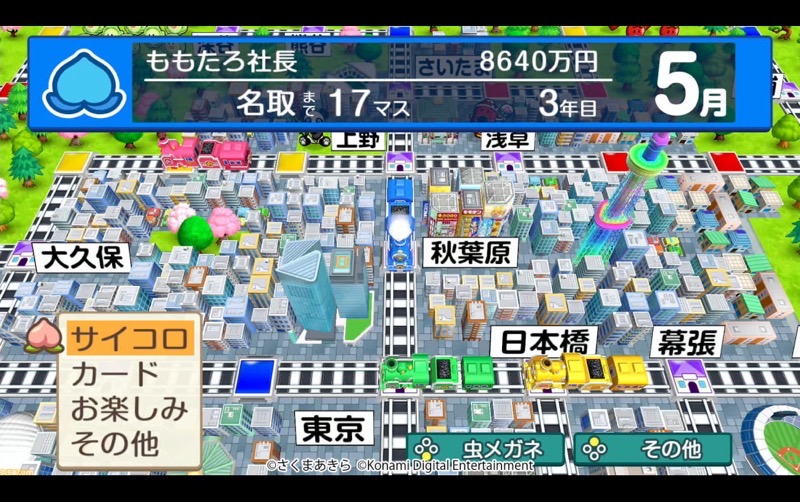 ももたろ社長 8640万円
名取まで17マス 3年目 5月
さいたま
上野
浅草
大久保
秋葉原
サイコロ
カード
お楽しみ
その他
日本橋
幕張
東京
虫メガネ
その他
©さくまあきら ©Konami Digital Entertainment